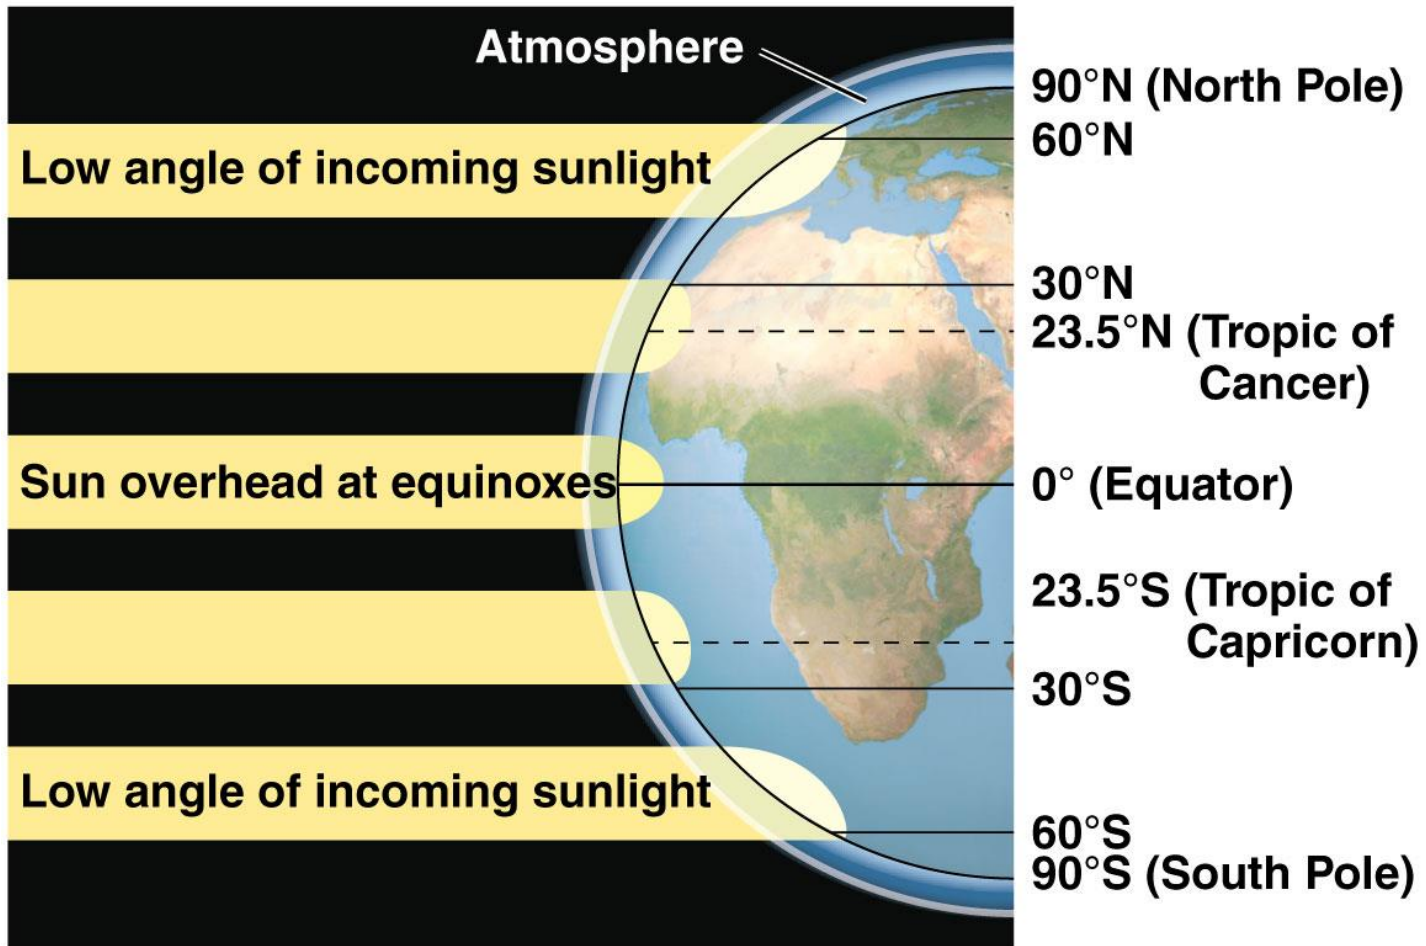 Atmosphere
90°N (North Pole)
60°N
Low angle of incoming sunlight
30°N
23.5°N (Tropic of
Cancer)
Sun overhead at equinoxes
0° (Equator)
23.5°S (Tropic of
Capricorn)
30°S
Low angle of incoming sunlight
60°S
90°S (South Pole)